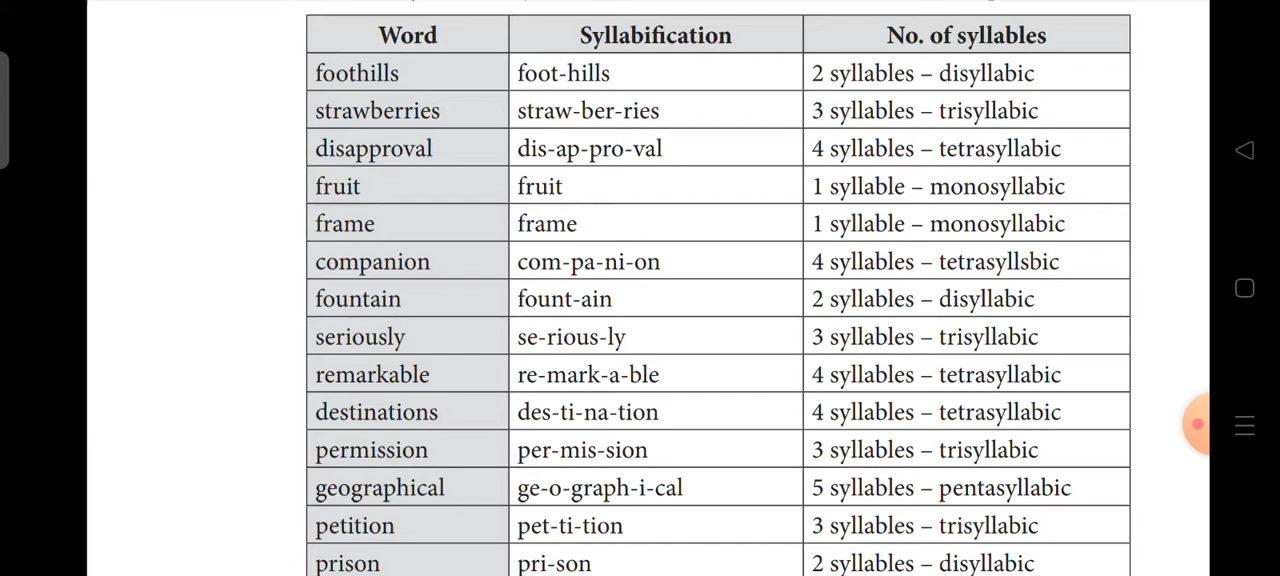 Word Syllabification No. of syllables
foothills foot-hills 2 syllables – disyllabic
strawberries straw-ber-ries 3 syllables – trisyllabic
disapproval dis-ap-pro-val 4 syllables – tetrasyllabic
fruit fruit 1 syllable – monosyllabic
frame frame 1 syllable – monosyllabic
companion com-pa-ni-on 4 syllables – tetrasyllsbic
fountain fount-ain 2 syllables – disyllabic
seriously se-rious-ly 3 syllables – trisyllabic
remarkable re-mark-a-ble 4 syllables – tetrasyllabic
destinations des-ti-na-tion 4 syllables – tetrasyllabic
permission per-mis-sion 3 syllables – trisyllabic
geographical ge-o-graph-i-cal 5 syllables – pentasyllabic
petition pet-ti-tion 3 syllables – trisyllabic
prison pri-son 2 syllables – disyllabic